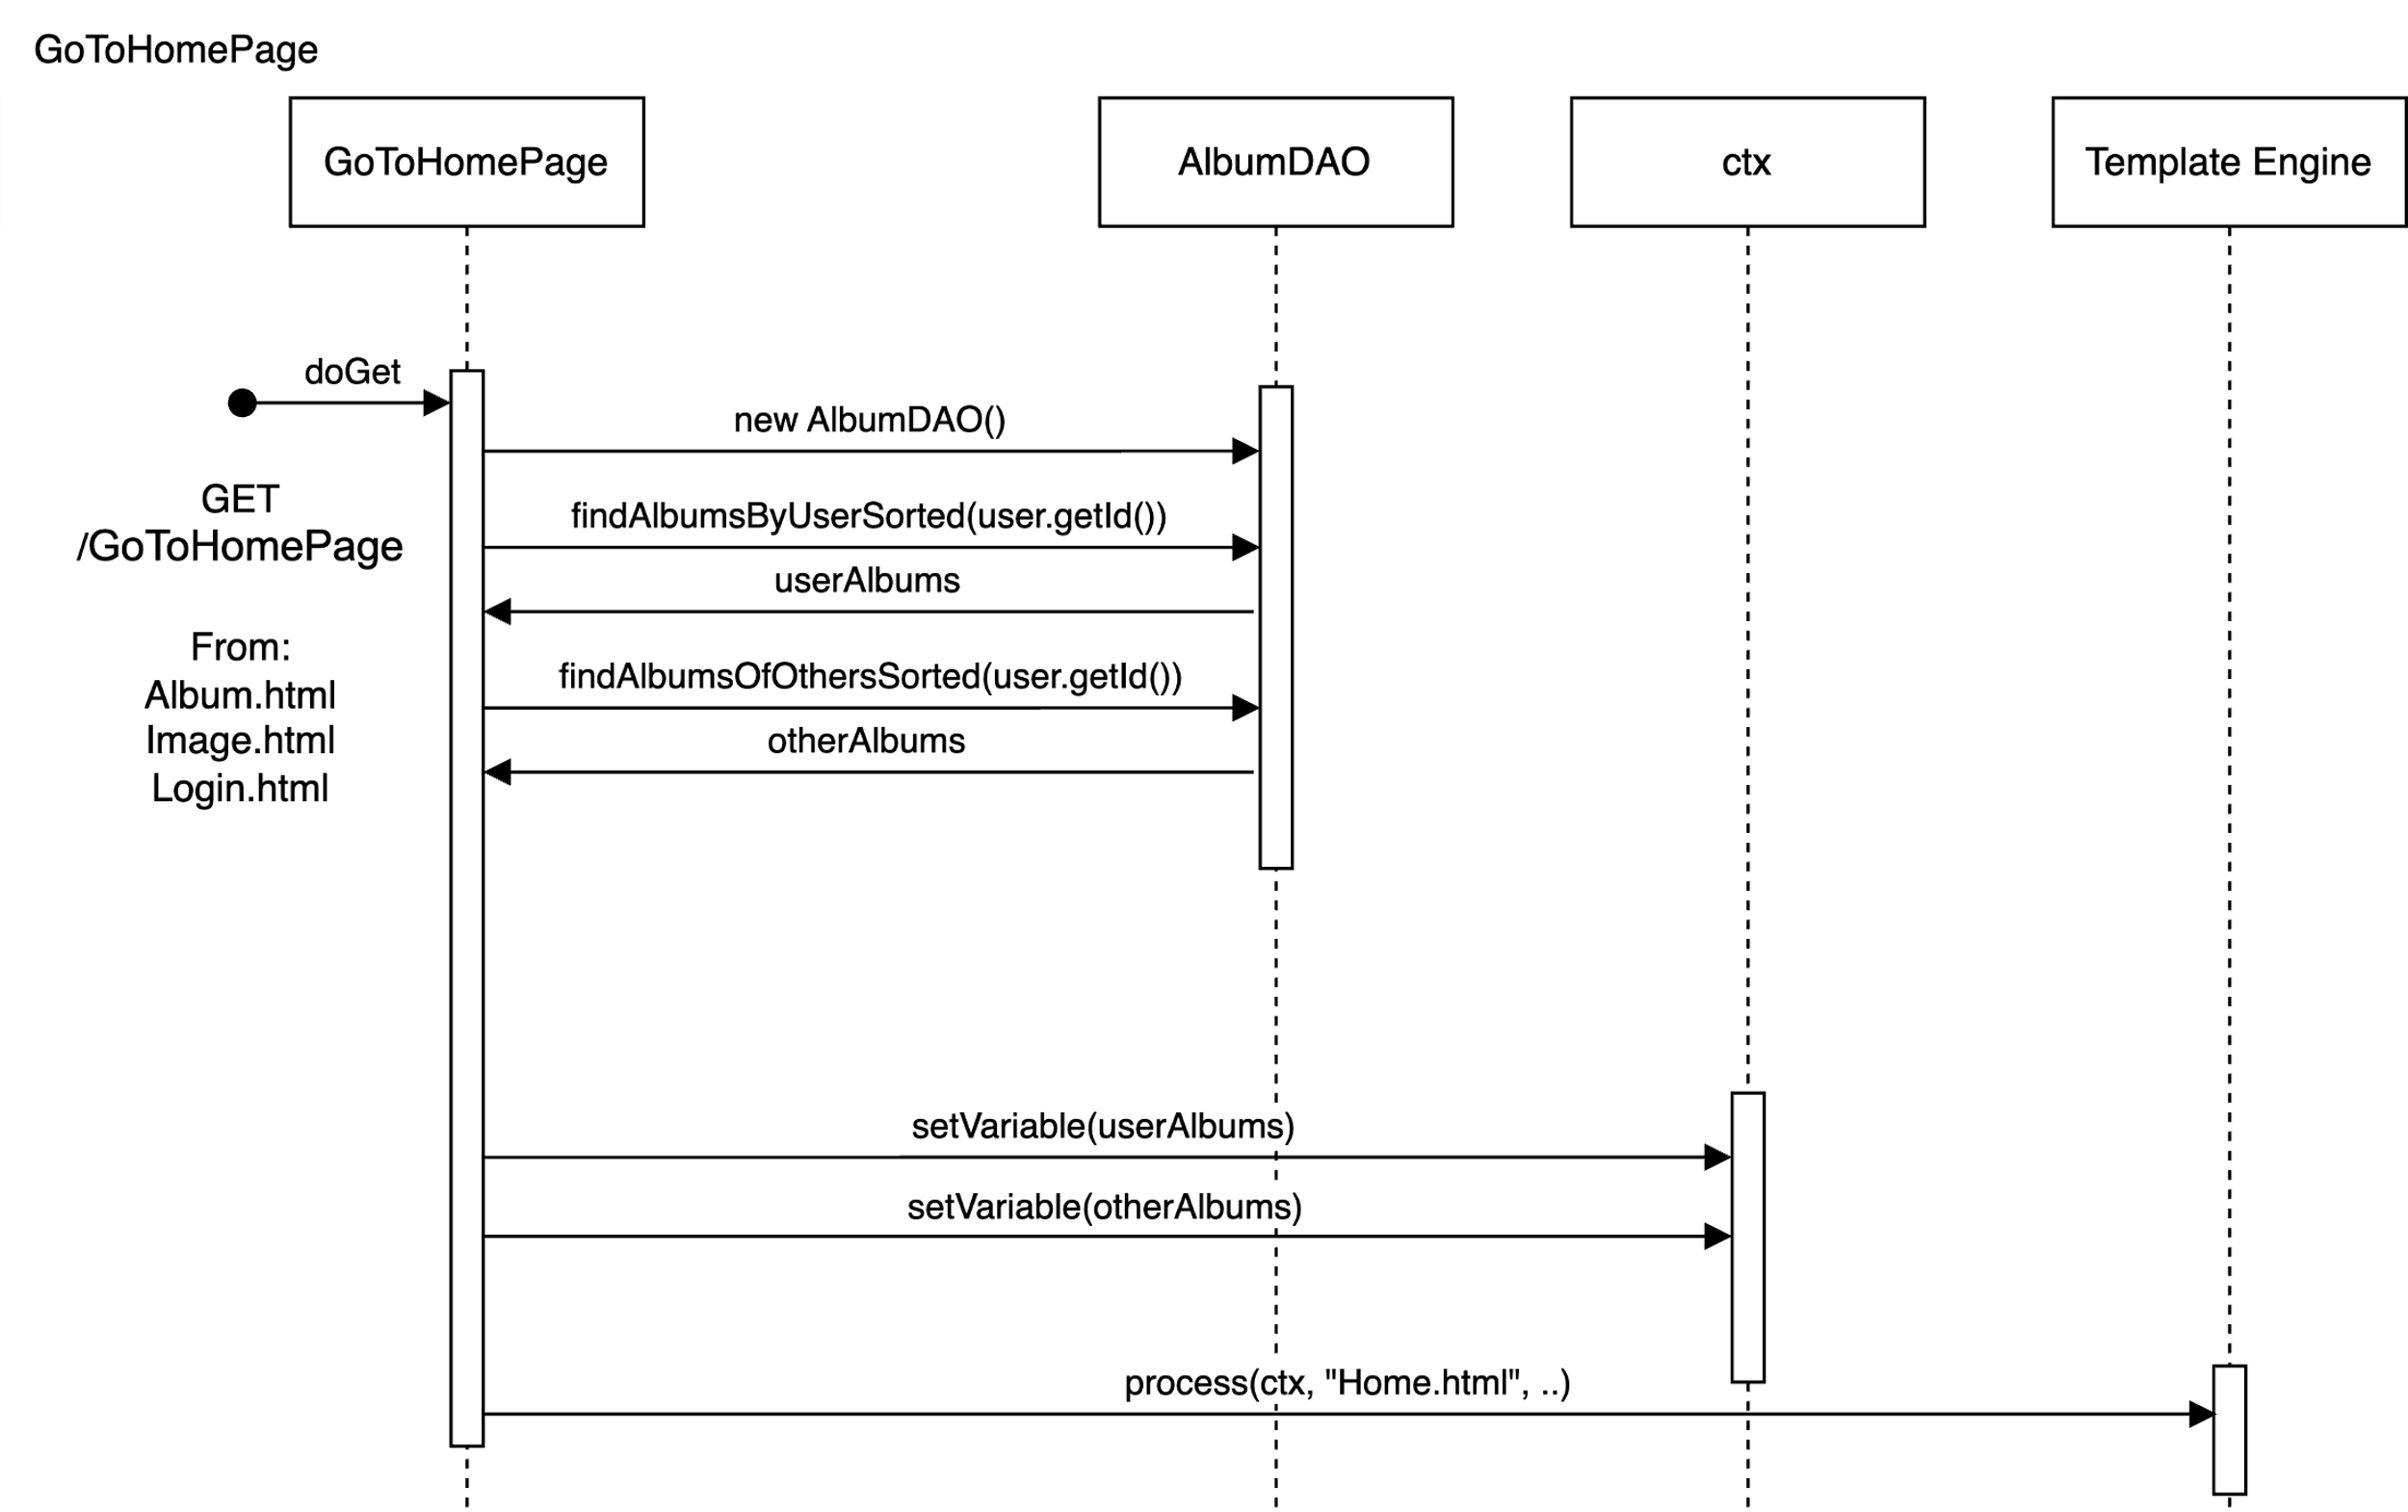 GoToHomePage
GoToHomePage
AlbumDAO
ctx
Template Engine
doGet
new AlbumDAO()
GET
/GoToHomePage
findAlbumsByUserSorted(user.getId())
userAlbums
From:
Album.html
Image.html
Login.html
findAlbumsOfOthersSorted(user.getId())
otherAlbums
setVariable(userAlbums)
setVariable(otherAlbums)
process(ctx, "Home.html", ..)